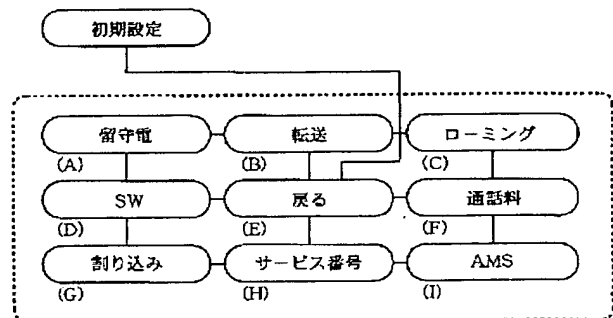 初期設定
留守電 転送 ローミング
(A) (B) (C)
SW 戻る 通話料
(D) (E) (F)
割り込み サービス番号 AMS
(G) (H) (I)